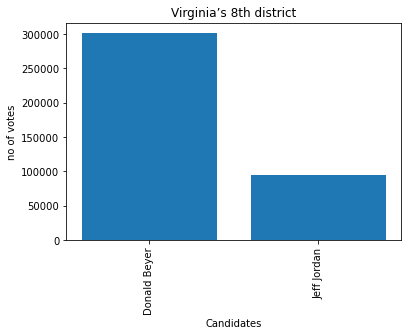 Virginia’s 8th district
300000
250000
200000
150000
100000
50000
0
no of votes
Donald Beyer
Jeff Jordan
Candidates